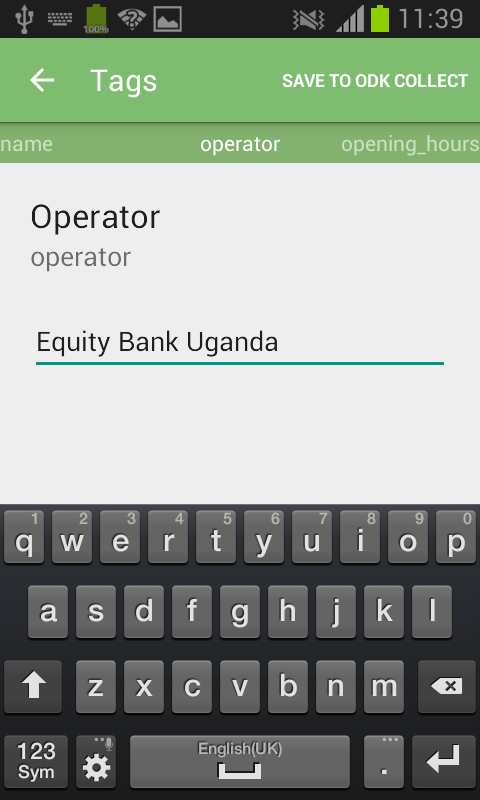 100%
11:39
Tags
SAVE TO ODK COLLECT
name operator opening_hours
Operator
operator
Equity Bank Uganda
1 2 3 4 5 6 7 8 9 0
q w e r t y u i o p
a s d f g h j k l
z x c v b n m
123
Sym
English(UK)
.